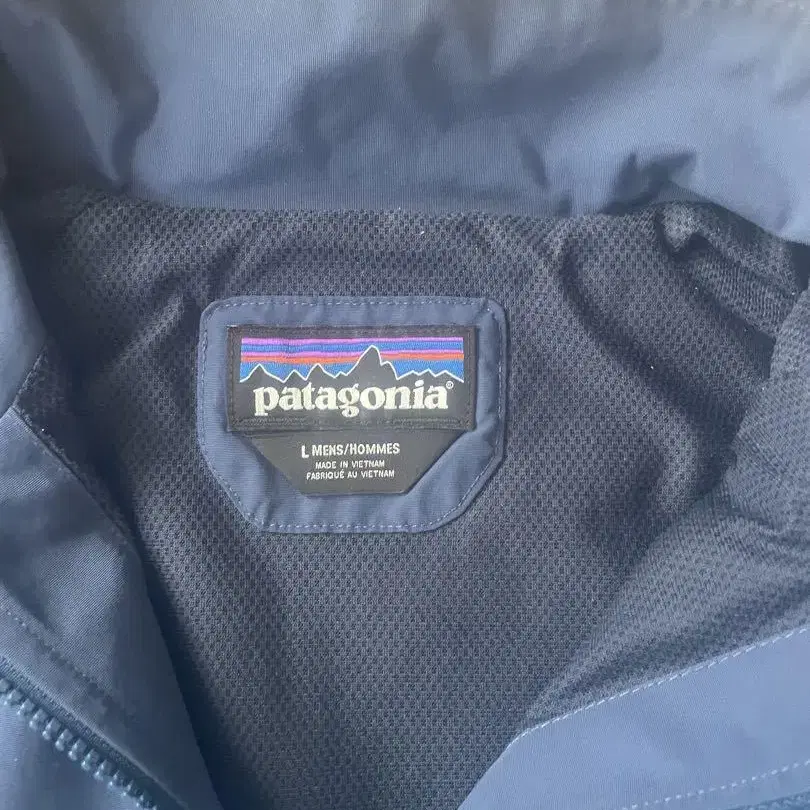 patagonia®
L MENS/HOMMES
MADE IN VIETNAM
FABRIQUÉ AU VIETNAM